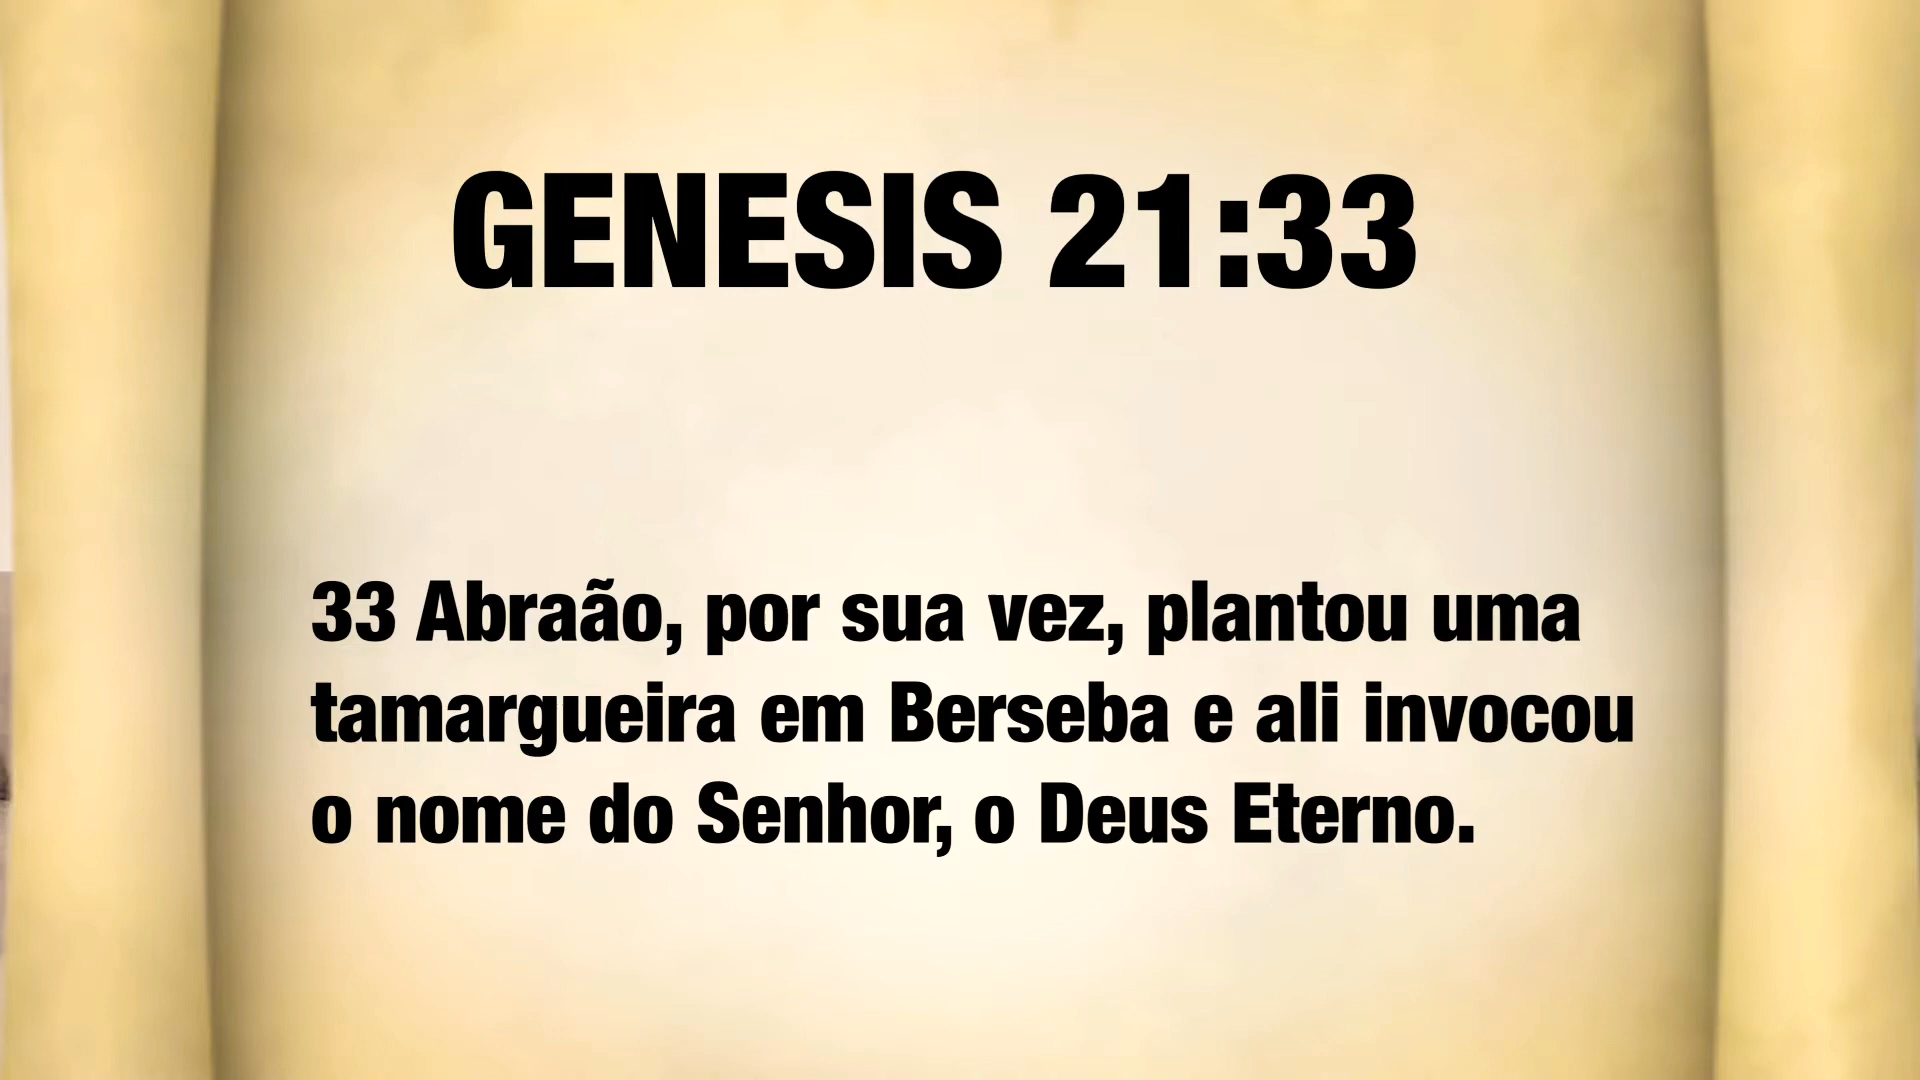 GENESIS 21:33
33 Abraão, por sua vez, plantou uma
tamargueira em Berseba e ali invocou
o nome do Senhor, o Deus Eterno.